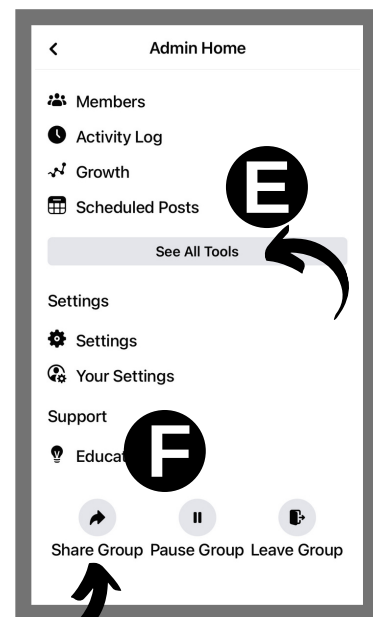 Admin Home
Members
Activity Log
Growth
Scheduled Posts
E
See All Tools
Settings
Settings
Your Settings
Support
F
Share Group Pause Group Leave Group